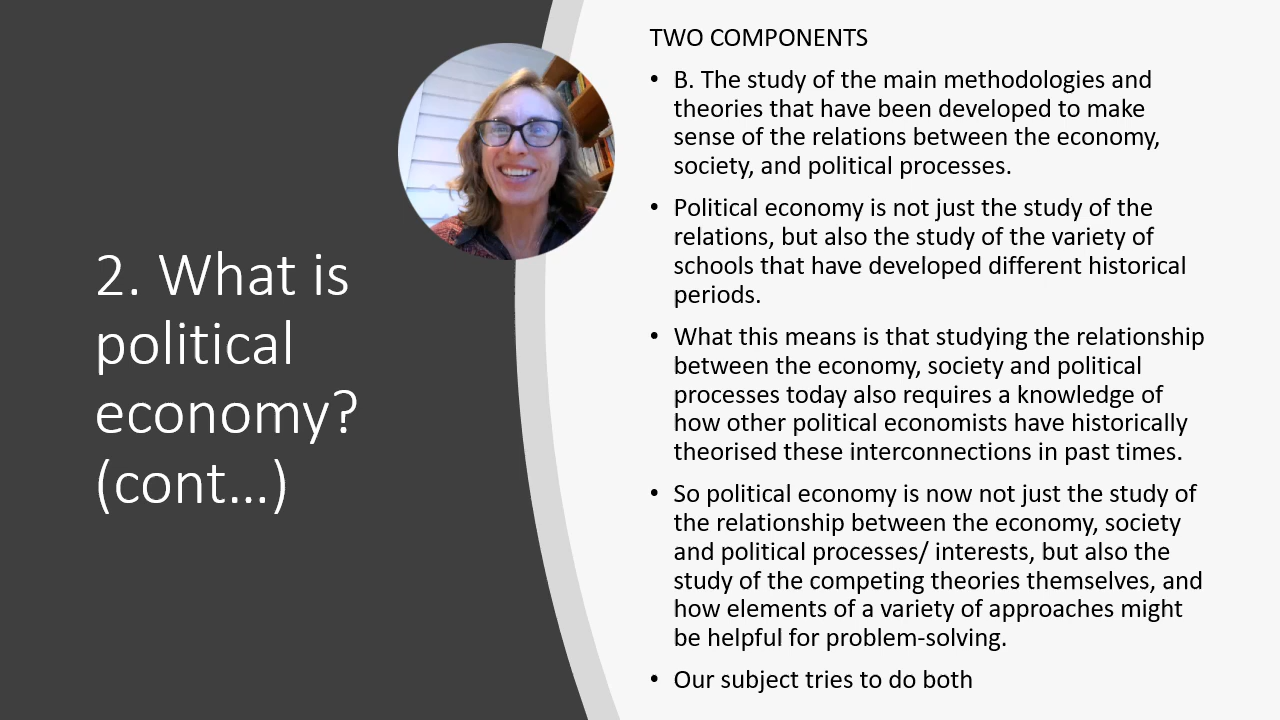 2. What is
political
economy?
(cont…)
TWO COMPONENTS
• B. The study of the main methodologies and
theories that have been developed to make
sense of the relations between the economy,
society, and political processes.
• Political economy is not just the study of the
relations, but also the study of the variety of
schools that have developed different historical
periods.
• What this means is that studying the relationship
between the economy, society and political
processes today also requires a knowledge of
how other political economists have historically
theorised these interconnections in past times.
• So political economy is now not just the study of
the relationship between the economy, society
and political processes/ interests, but also the
study of the competing theories themselves, and
how elements of a variety of approaches might
be helpful for problem-solving.
• Our subject tries to do both